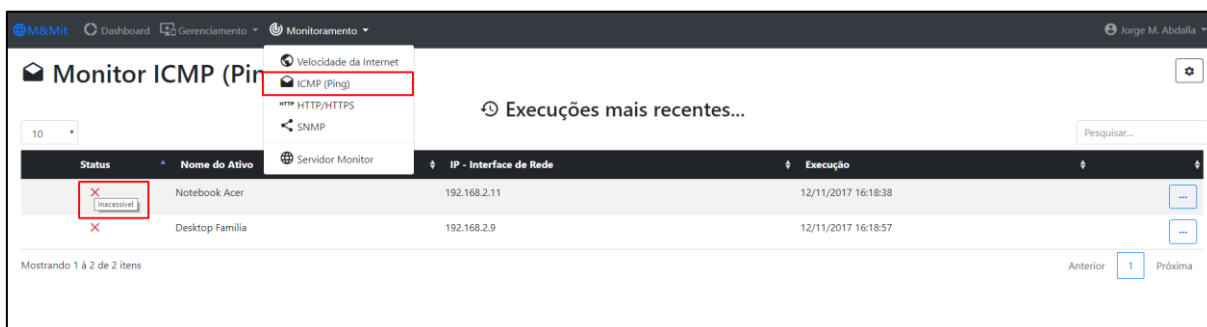 M&Mit Dashboard Gerenciamento Monitoramento Jorge M. Abdalla
Velocidade da Internet
ICMP (Ping)
HTTP HTTP/HTTPS
SNMP
Servidor Monitor
Monitor ICMP (Pin
Execuções mais recentes...
10 Pesquisar...
Status Nome do Ativo IP - Interface de Rede Execução
Notebook Acer 192.168.2.11 12/11/2017 16:18:38 ...
Inacessível
Desktop Família 192.168.2.9 12/11/2017 16:18:57 ...
Mostrando 1 à 2 de 2 itens Anterior 1 Próxima